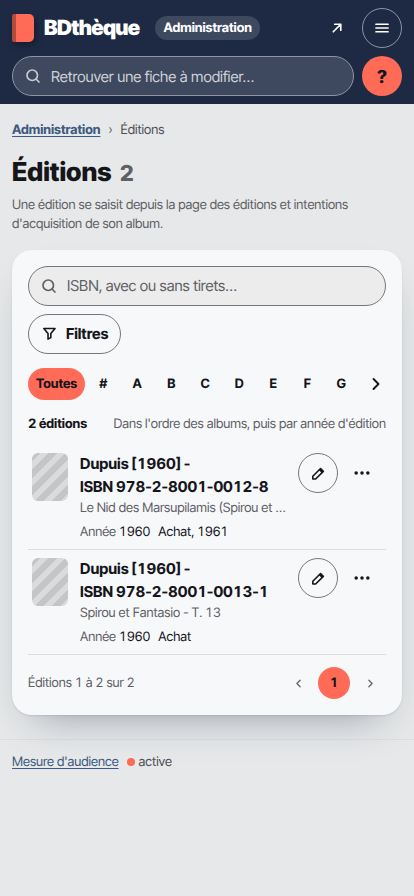 BDthèque Administration
Retrouver une fiche à modifier... ?
Administration › Éditions
Éditions 2
Une édition se saisit depuis la page des éditions et intentions
d'acquisition de son album.
ISBN, avec ou sans tirets...
Filtres
Toutes # A B C D E F G
2 éditions Dans l'ordre des albums, puis par année d'édition
Dupuis [1960] -
ISBN 978-2-8001-0012-8
Le Nid des Marsupilamis (Spirou et ...
Année 1960 Achat, 1961
Dupuis [1960] -
ISBN 978-2-8001-0013-1
Spirou et Fantasio - T. 13
Année 1960 Achat
Éditions 1 à 2 sur 2 ‹ 1 ›
Mesure d'audience active